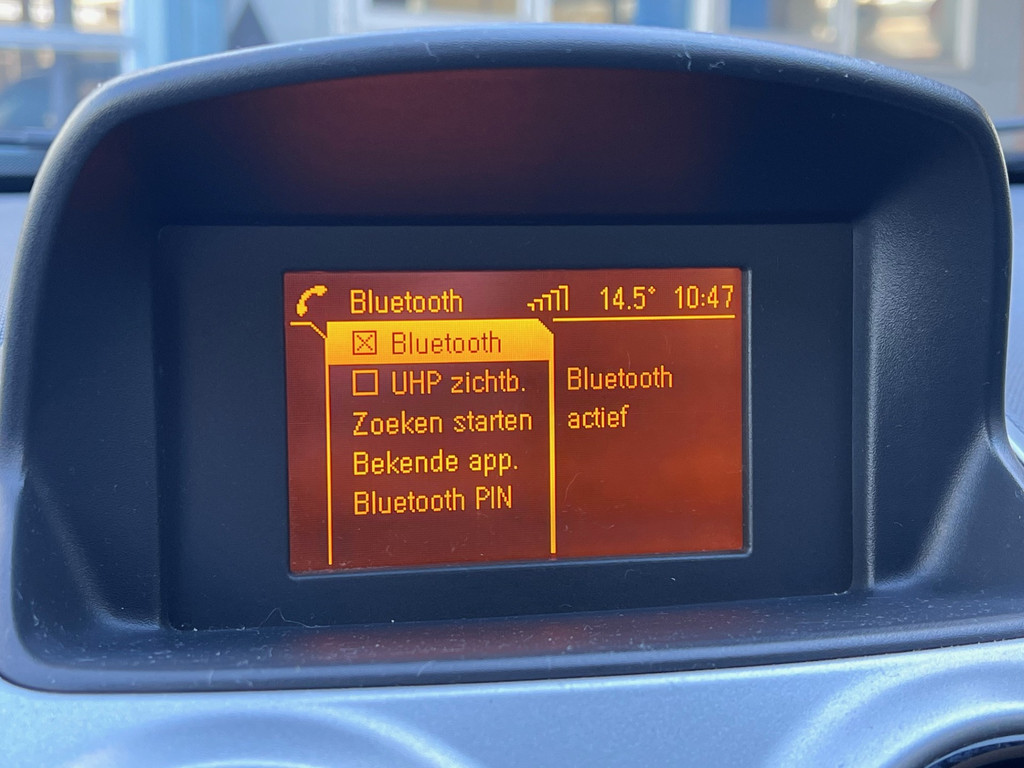 Bluetooth 14.5° 10:47
Bluetooth
UHP zichtb.
Zoeken starten
Bekende app.
Bluetooth PIN
Bluetooth
actief